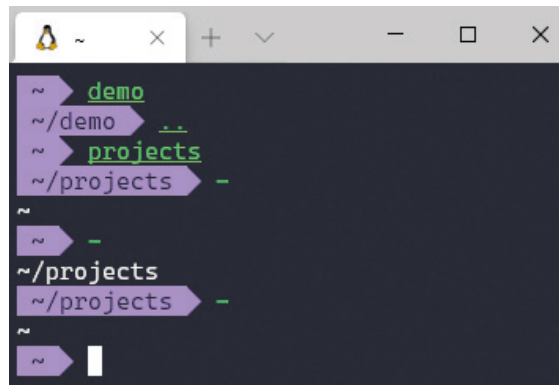 ~
~ demo
~/demo ..
~ projects
~/projects -
~
~ -
~/projects
~/projects -
~
~